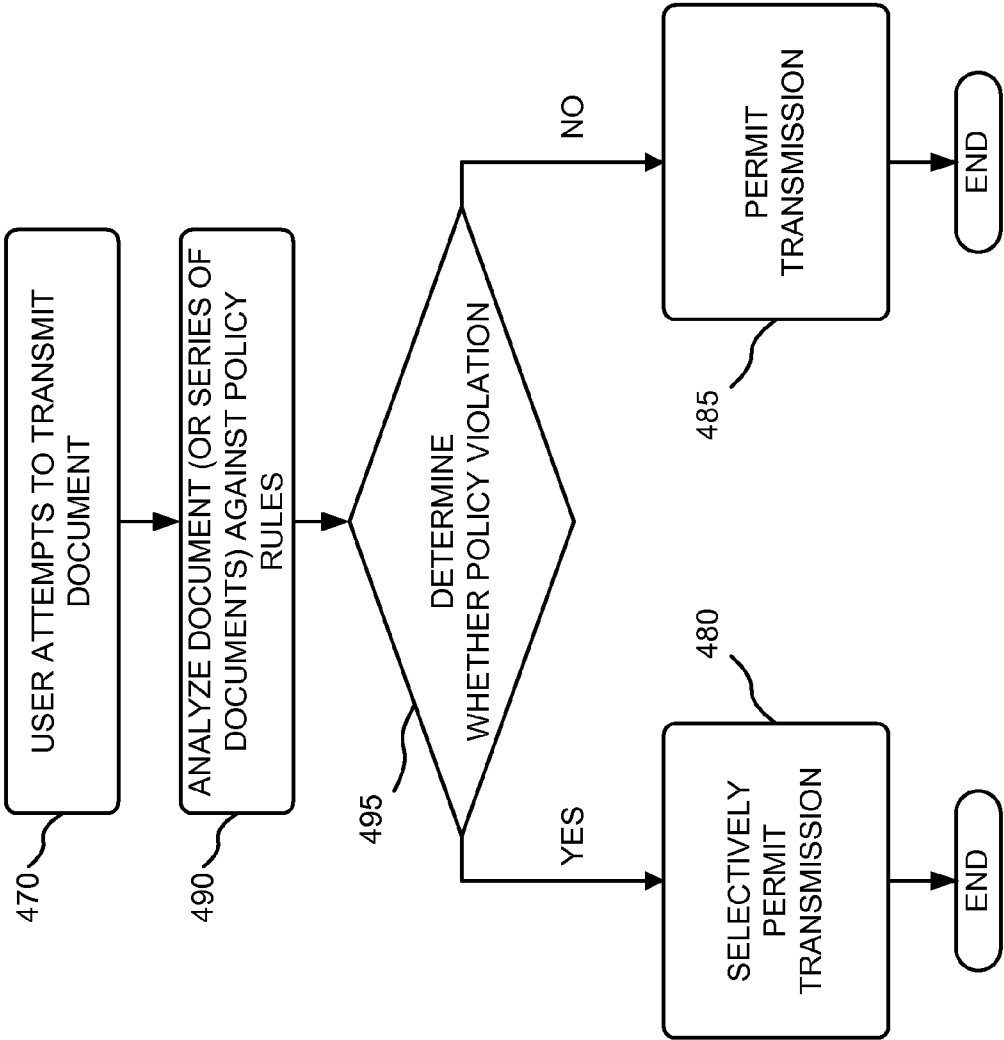 USER ATTEMPTS TO TRANSMIT
DOCUMENT
470
ANALYZE DOCUMENT (OR SERIES OF
DOCUMENTS) AGAINST POLICY
RULES
490
DETERMINE
WHETHER POLICY VIOLATION
495
YES
NO
SELECTIVELY
PERMIT
TRANSMISSION
480
PERMIT
TRANSMISSION
485
END
END